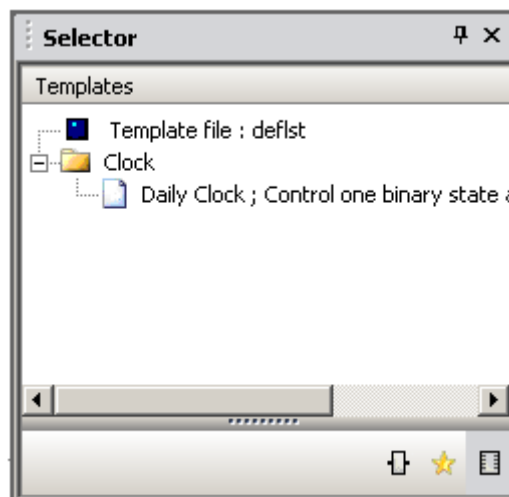 Selector
Templates
Template file : deflst
Clock
Daily Clock ; Control one binary state